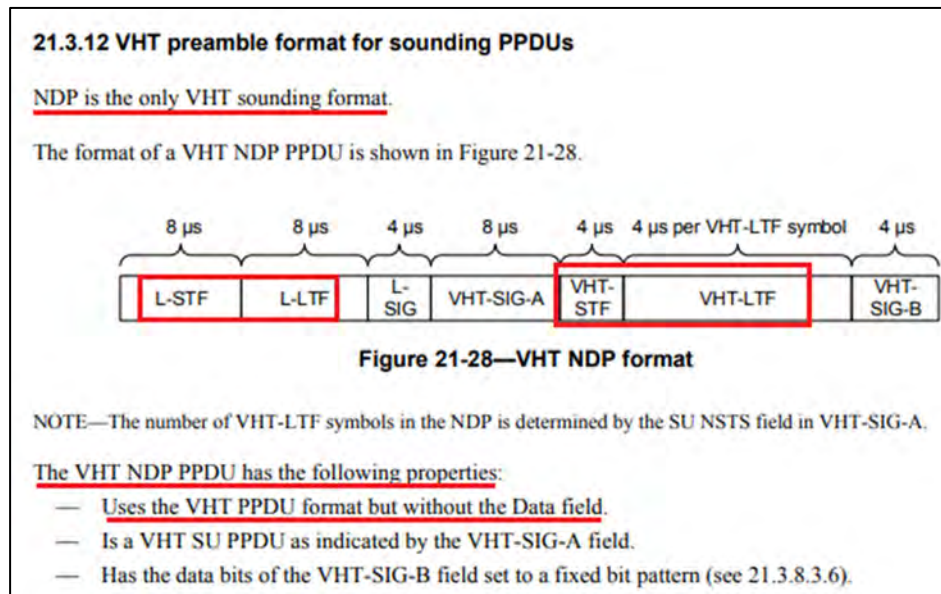 21.3.12 VHT preamble format for sounding PPDUs
NDP is the only VHT sounding format.
The format of a VHT NDP PPDU is shown in Figure 21-28.
8 µs 8 µs 4 µs 8 µs 4 µs 4 µs per VHT-LTF symbol 4 µs
L-STF L-LTF L-SIG VHT-SIG-A VHT-STF VHT-LTF VHT-SIG-B
Figure 21-28—VHT NDP format
NOTE—The number of VHT-LTF symbols in the NDP is determined by the SU NSTS field in VHT-SIG-A.
The VHT NDP PPDU has the following properties:
— Uses the VHT PPDU format but without the Data field.
— Is a VHT SU PPDU as indicated by the VHT-SIG-A field.
— Has the data bits of the VHT-SIG-B field set to a fixed bit pattern (see 21.3.8.3.6).